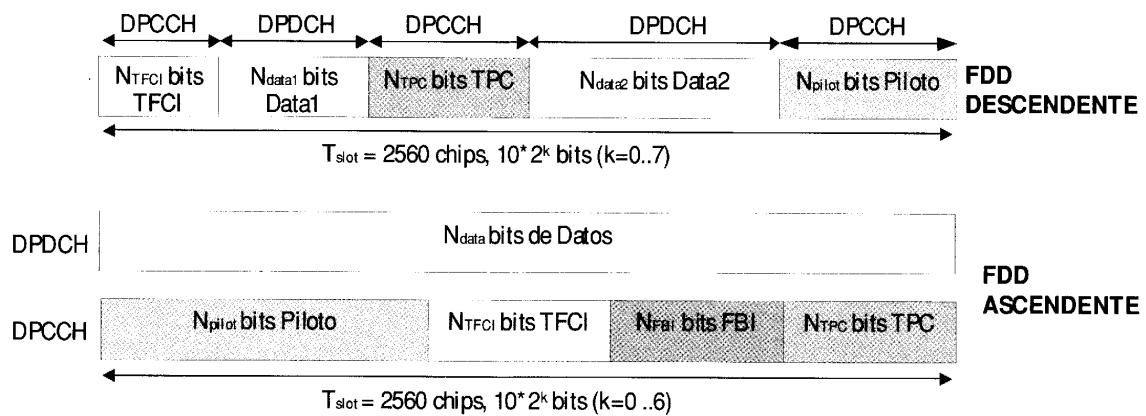 DPCCH DPDCH DPCCH DPDCH DPCCH
NTFCI bits TFCI
Ndata1 bits Data1
NTPC bits TPC
Ndata2 bits Data2
Npilot bits Piloto
FDD DESCENDENTE
Tslot = 2560 chips, 10* 2^k bits (k=0..7)
DPDCH
Ndata bits de Datos
FDD ASCENDENTE
DPCCH
Npilot bits Piloto
NTFCI bits TFCI
NFBI bits FBI
NTPC bits TPC
Tslot = 2560 chips, 10* 2^k bits (k=0 ..6)